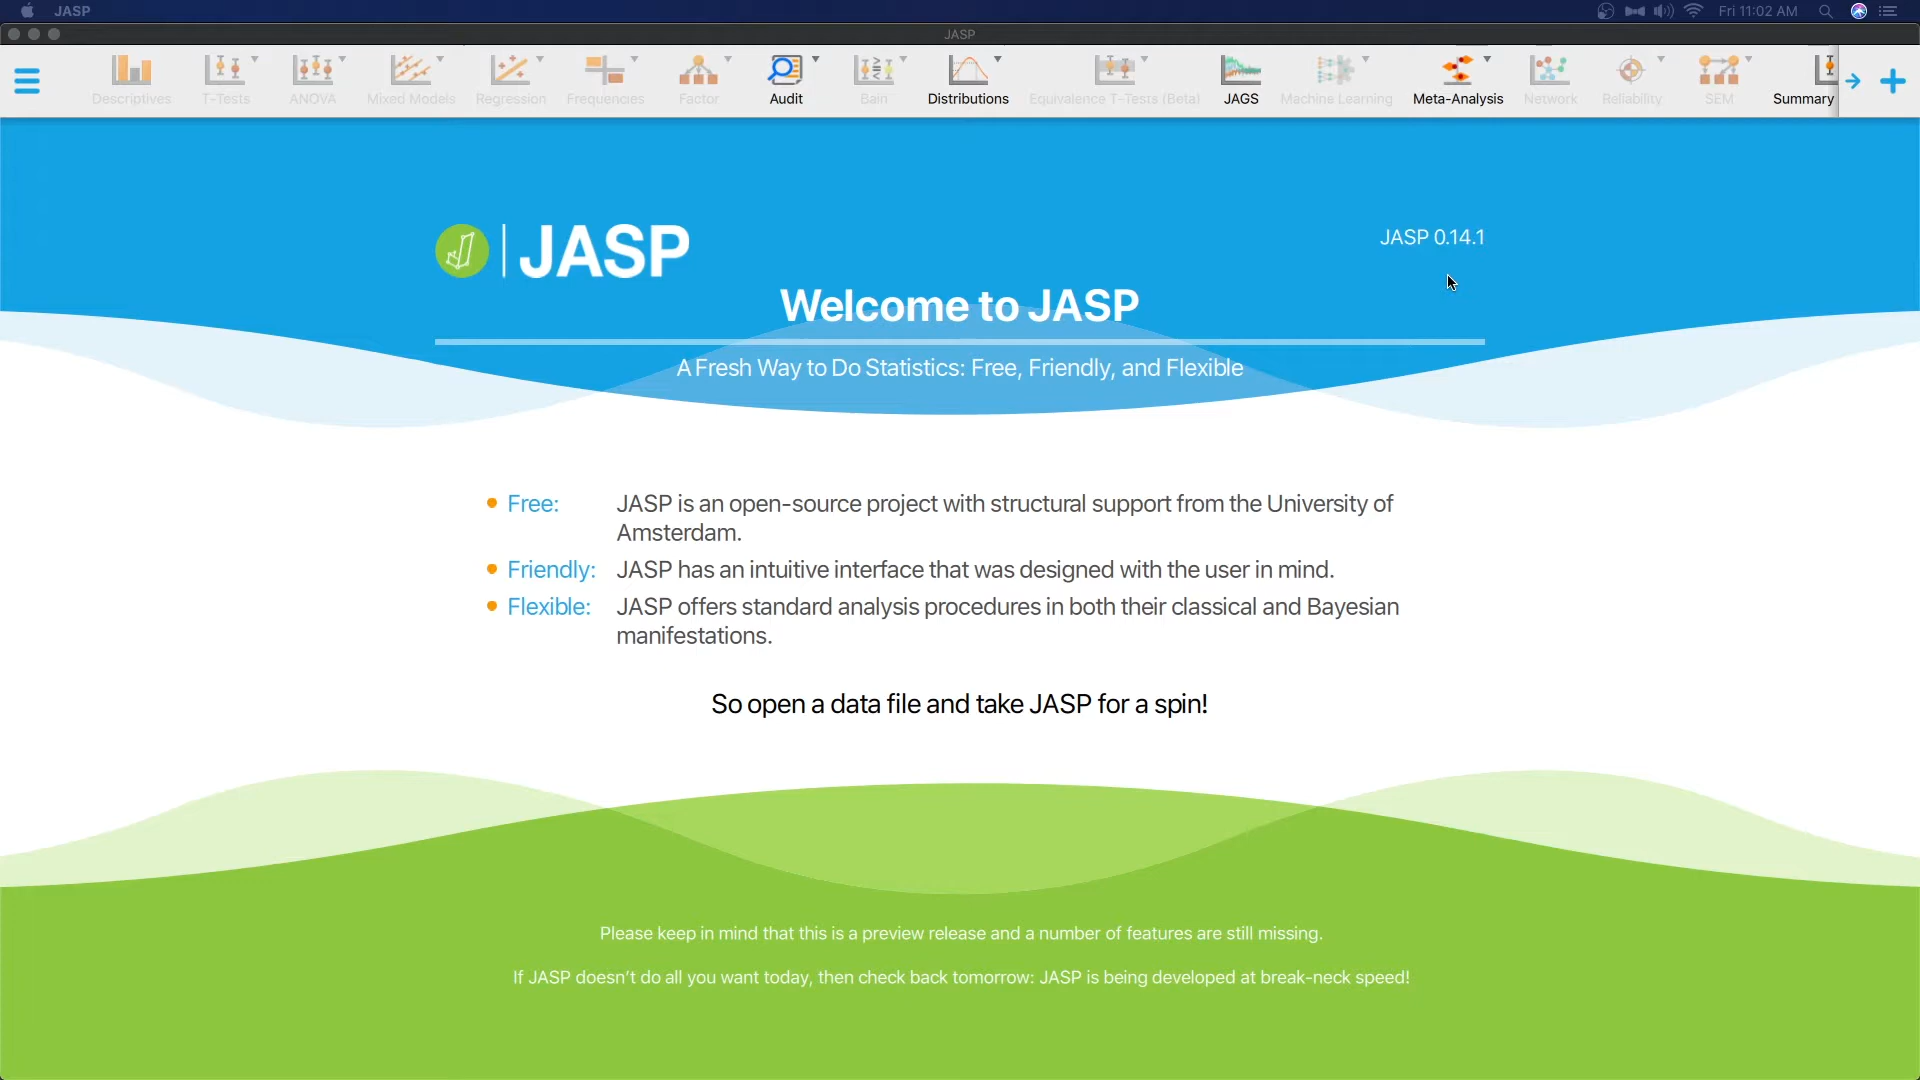 JASP
Fri 11:02 AM
JASP
Descriptives
T-Tests
ANOVA
Mixed Models
Regression
Frequencies
Factor
Audit
Bain
Distributions
Equivalence T-Tests (Beta)
JAGS
Machine Learning
Meta-Analysis
Network
Reliability
SEM
Summary
JASP
JASP 0.14.1
Welcome to JASP
A Fresh Way to Do Statistics: Free, Friendly, and Flexible
Free: JASP is an open-source project with structural support from the University of
Amsterdam.
Friendly: JASP has an intuitive interface that was designed with the user in mind.
Flexible: JASP offers standard analysis procedures in both their classical and Bayesian
manifestations.
So open a data file and take JASP for a spin!
Please keep in mind that this is a preview release and a number of features are still missing.
If JASP doesn't do all you want today, then check back tomorrow: JASP is being developed at break-neck speed!